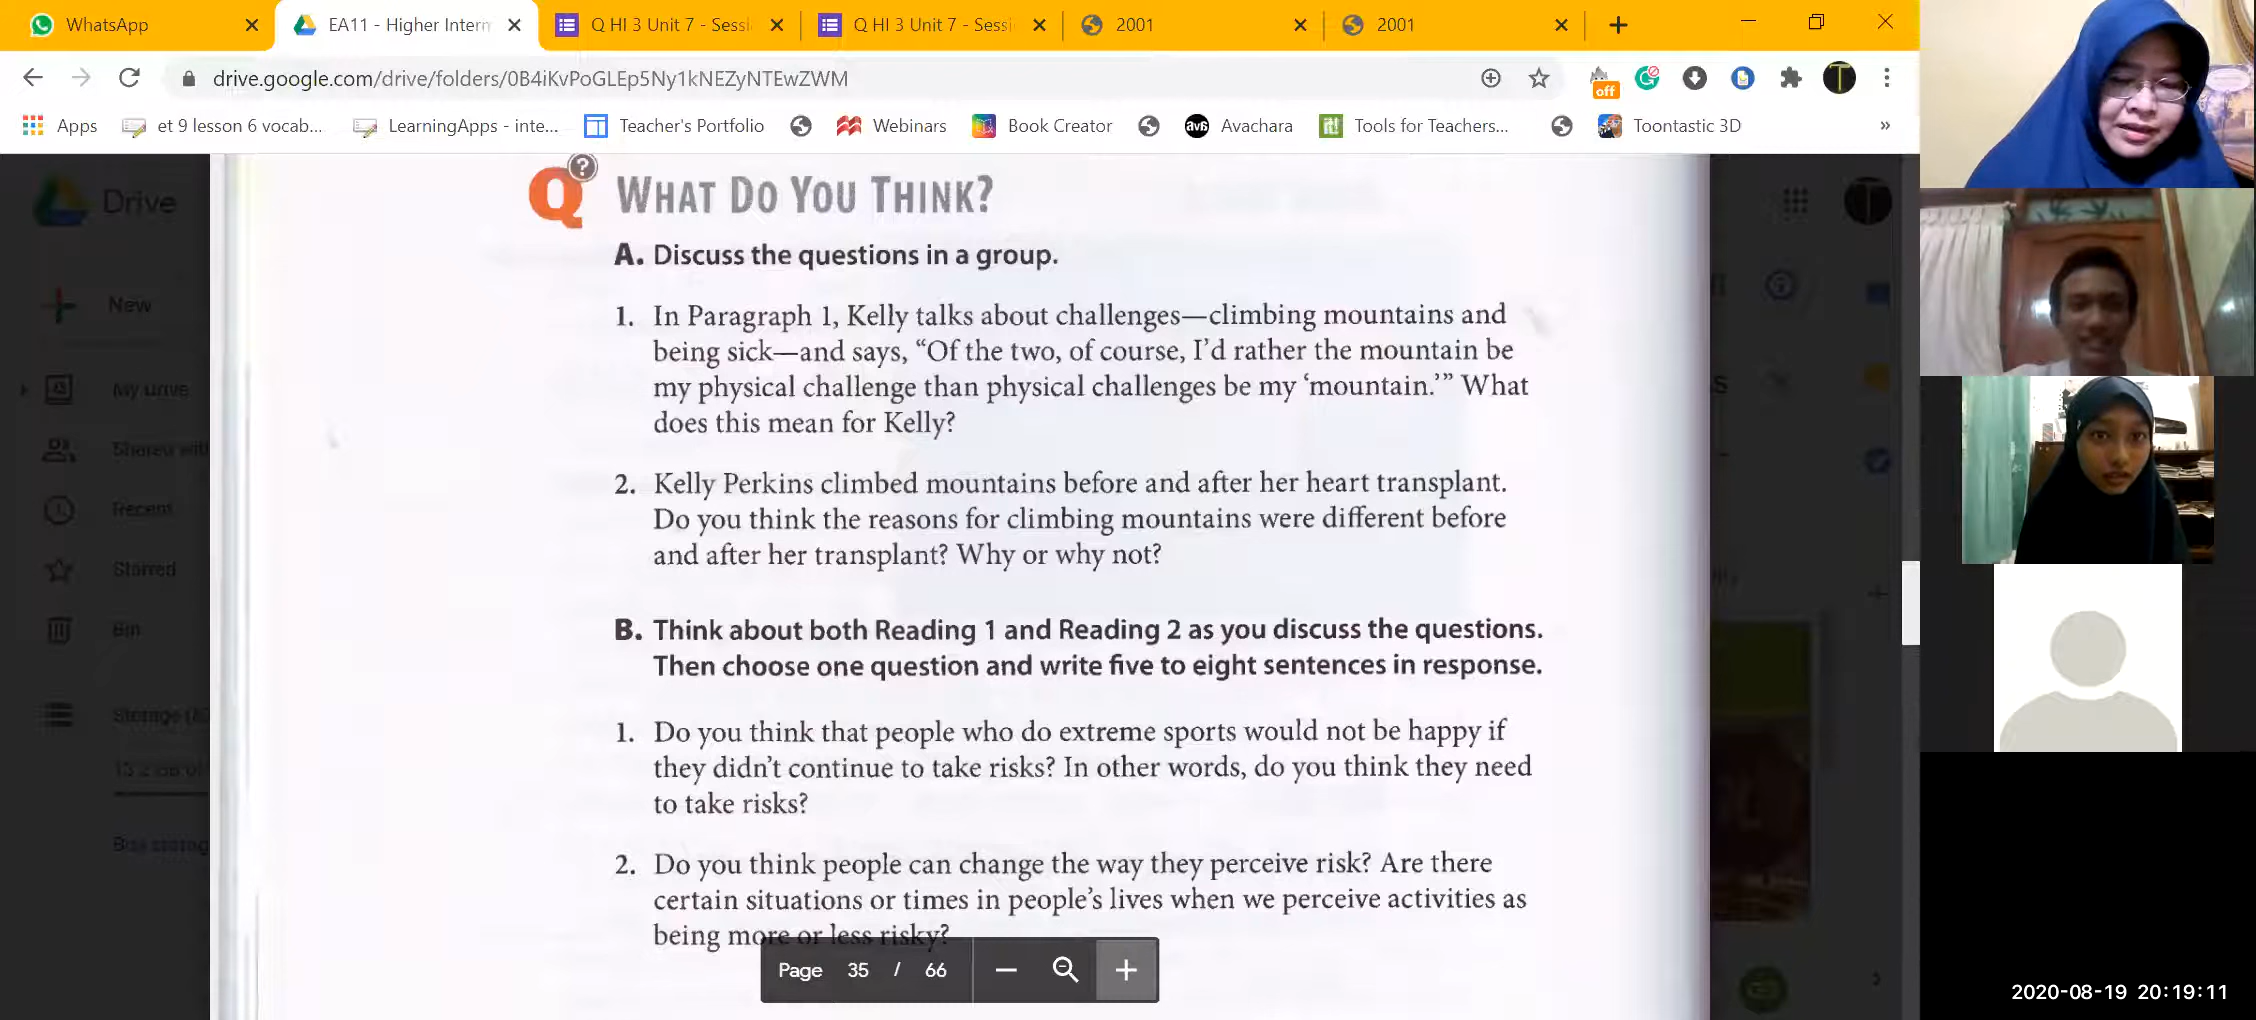 WhatsApp
EA11 - Higher Intern
Q HI 3 Unit 7 - Sessi
Q HI 3 Unit 7 - Sessi
2001
2001
drive.google.com/drive/folders/0B4iKvPoGLEp5Ny1kNEZyNTEwZWM
off
T
Apps
et 9 lesson 6 vocab...
LearningApps - inte...
Teacher's Portfolio
Webinars
Book Creator
Avachara
Tools for Teachers...
Toontastic 3D
»
Drive
New
My Drive
Shared with
Recent
Starred
Bin
Storage
Q ? WHAT DO YOU THINK?
A. Discuss the questions in a group.
1. In Paragraph 1, Kelly talks about challenges—climbing mountains and
being sick—and says, “Of the two, of course, I’d rather the mountain be
my physical challenge than physical challenges be my ‘mountain.’” What
does this mean for Kelly?
2. Kelly Perkins climbed mountains before and after her heart transplant.
Do you think the reasons for climbing mountains were different before
and after her transplant? Why or why not?
B. Think about both Reading 1 and Reading 2 as you discuss the questions.
Then choose one question and write five to eight sentences in response.
1. Do you think that people who do extreme sports would not be happy if
they didn’t continue to take risks? In other words, do you think they need
to take risks?
2. Do you think people can change the way they perceive risk? Are there
certain situations or times in people’s lives when we perceive activities as
being more or less risky?
Page 35 / 66
2020-08-19 20:19:11